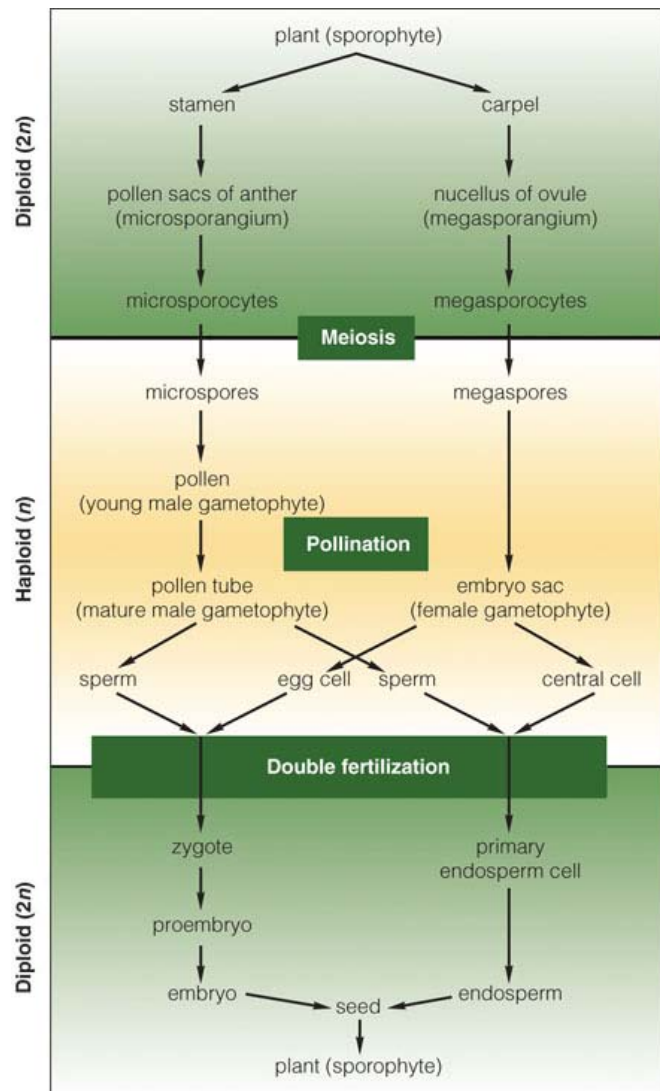 plant (sporophyte)
stamen
carpel
pollen sacs of anther
(microsporangium)
nucellus of ovule
(megasporangium)
microsporocytes
megasporocytes
Diploid (2n)
Meiosis
microspores
megaspores
pollen
(young male gametophyte)
Pollination
pollen tube
(mature male gametophyte)
embryo sac
(female gametophyte)
sperm
egg cell
sperm
central cell
Haploid (n)
Double fertilization
zygote
primary
endosperm cell
proembryo
embryo
seed
endosperm
plant (sporophyte)
Diploid (2n)